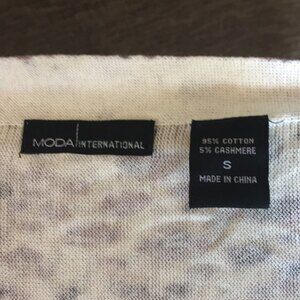 MODA INTERNATIONAL
95% COTTON
5% CASHMERE
S
MADE IN CHINA